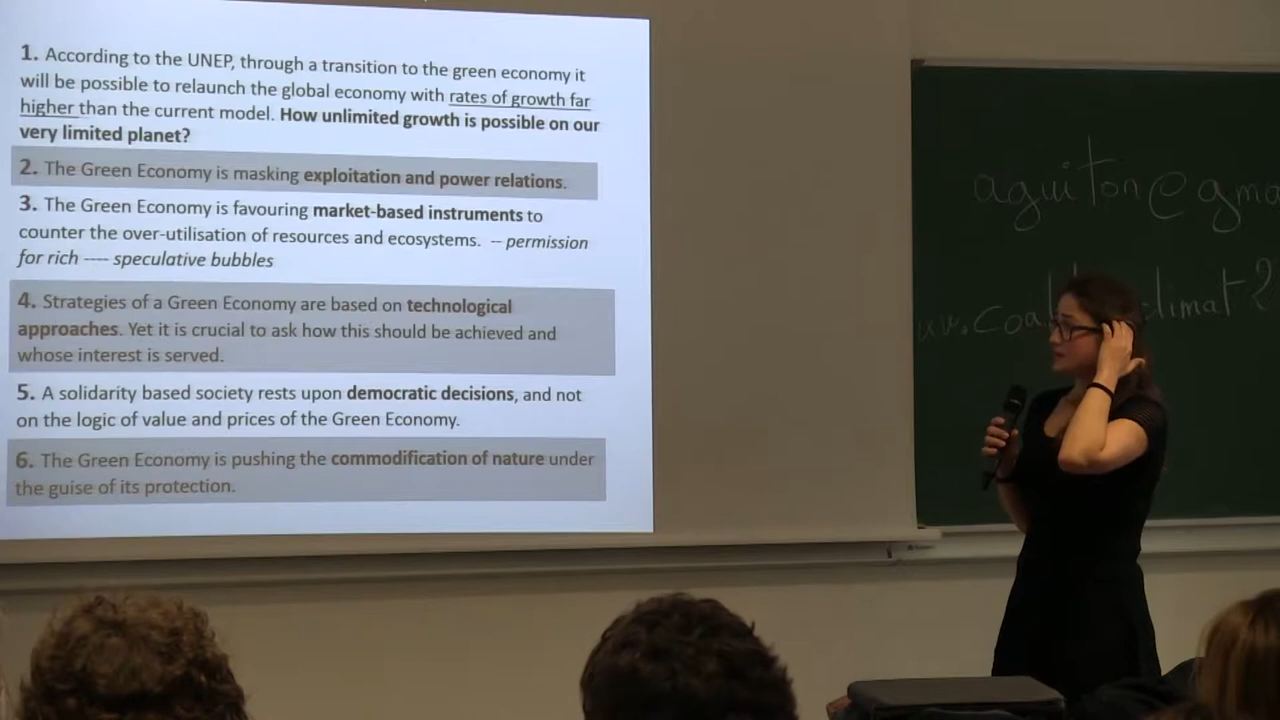 1. According to the UNEP, through a transition to the green economy it
will be possible to relaunch the global economy with rates of growth far
higher than the current model. How unlimited growth is possible on our
very limited planet?
2. The Green Economy is masking exploitation and power relations.
3. The Green Economy is favouring market-based instruments to
counter the over-utilisation of resources and ecosystems. -- permission
for rich ---- speculative bubbles
4. Strategies of a Green Economy are based on technological
approaches. Yet it is crucial to ask how this should be achieved and
whose interest is served.
5. A solidarity based society rests upon democratic decisions, and not
on the logic of value and prices of the Green Economy.
6. The Green Economy is pushing the commodification of nature under
the guise of its protection.
aguiton@gma
climat 2